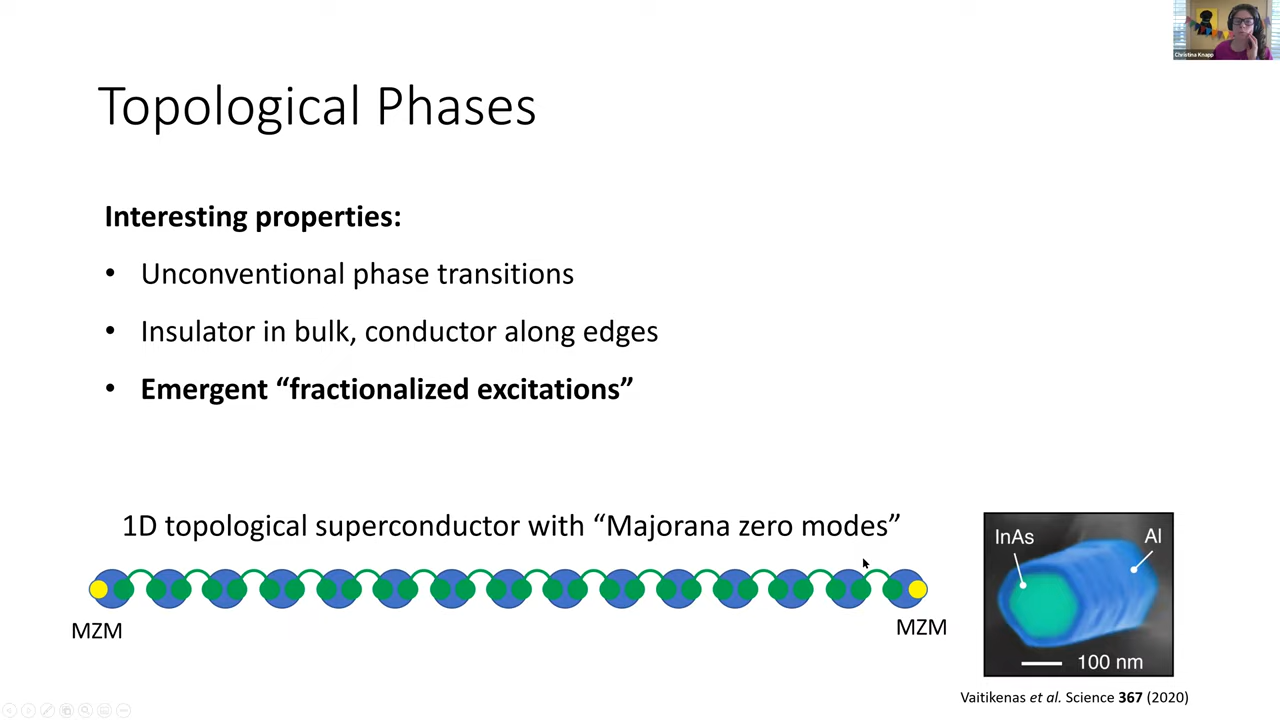 Christina Knapp
Topological Phases
Interesting properties:
• Unconventional phase transitions
• Insulator in bulk, conductor along edges
• Emergent “fractionalized excitations”
1D topological superconductor with “Majorana zero modes”
MZM
MZM
InAs
Al
100 nm
Vaitikenas et al. Science 367 (2020)